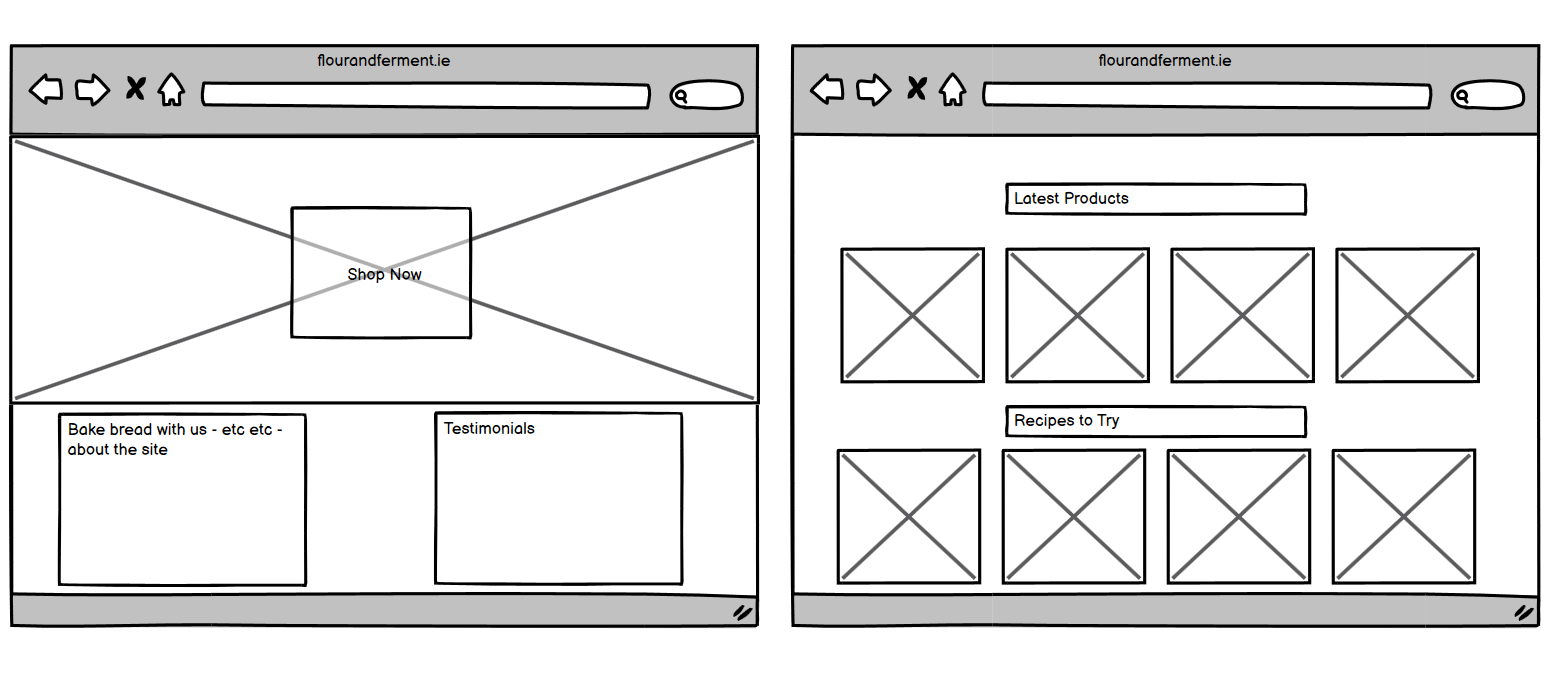 flourandferment.ie
Shop Now
Bake bread with us - etc etc -
about the site
Testimonials
flourandferment.ie
Latest Products
Recipes to Try